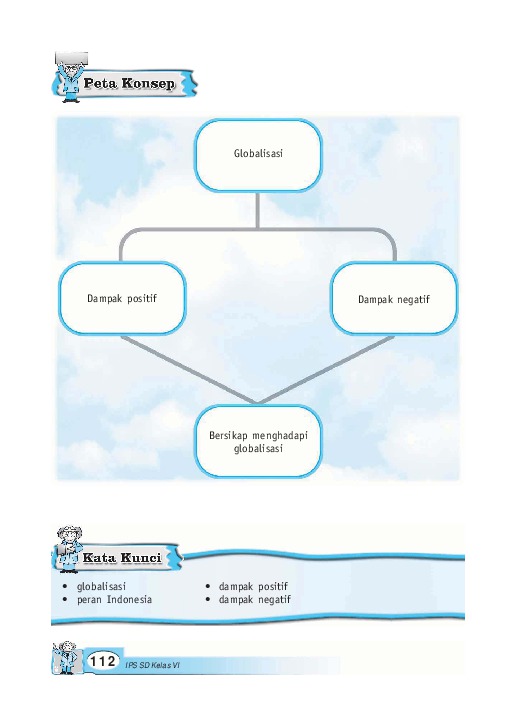 Peta Konsep
Globalisasi
Dampak positif
Dampak negatif
Bersikap menghadapi
globalisasi
Kata Kunci
• globalisasi
• peran Indonesia
• dampak positif
• dampak negatif
112
IPS SD Kelas VI